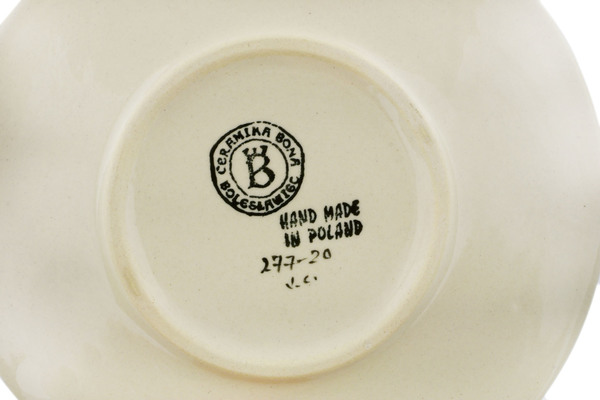 CERAMIKA BONA
B
BOLESŁAWIEC
HAND MADE
IN POLAND
277-20
J.C.